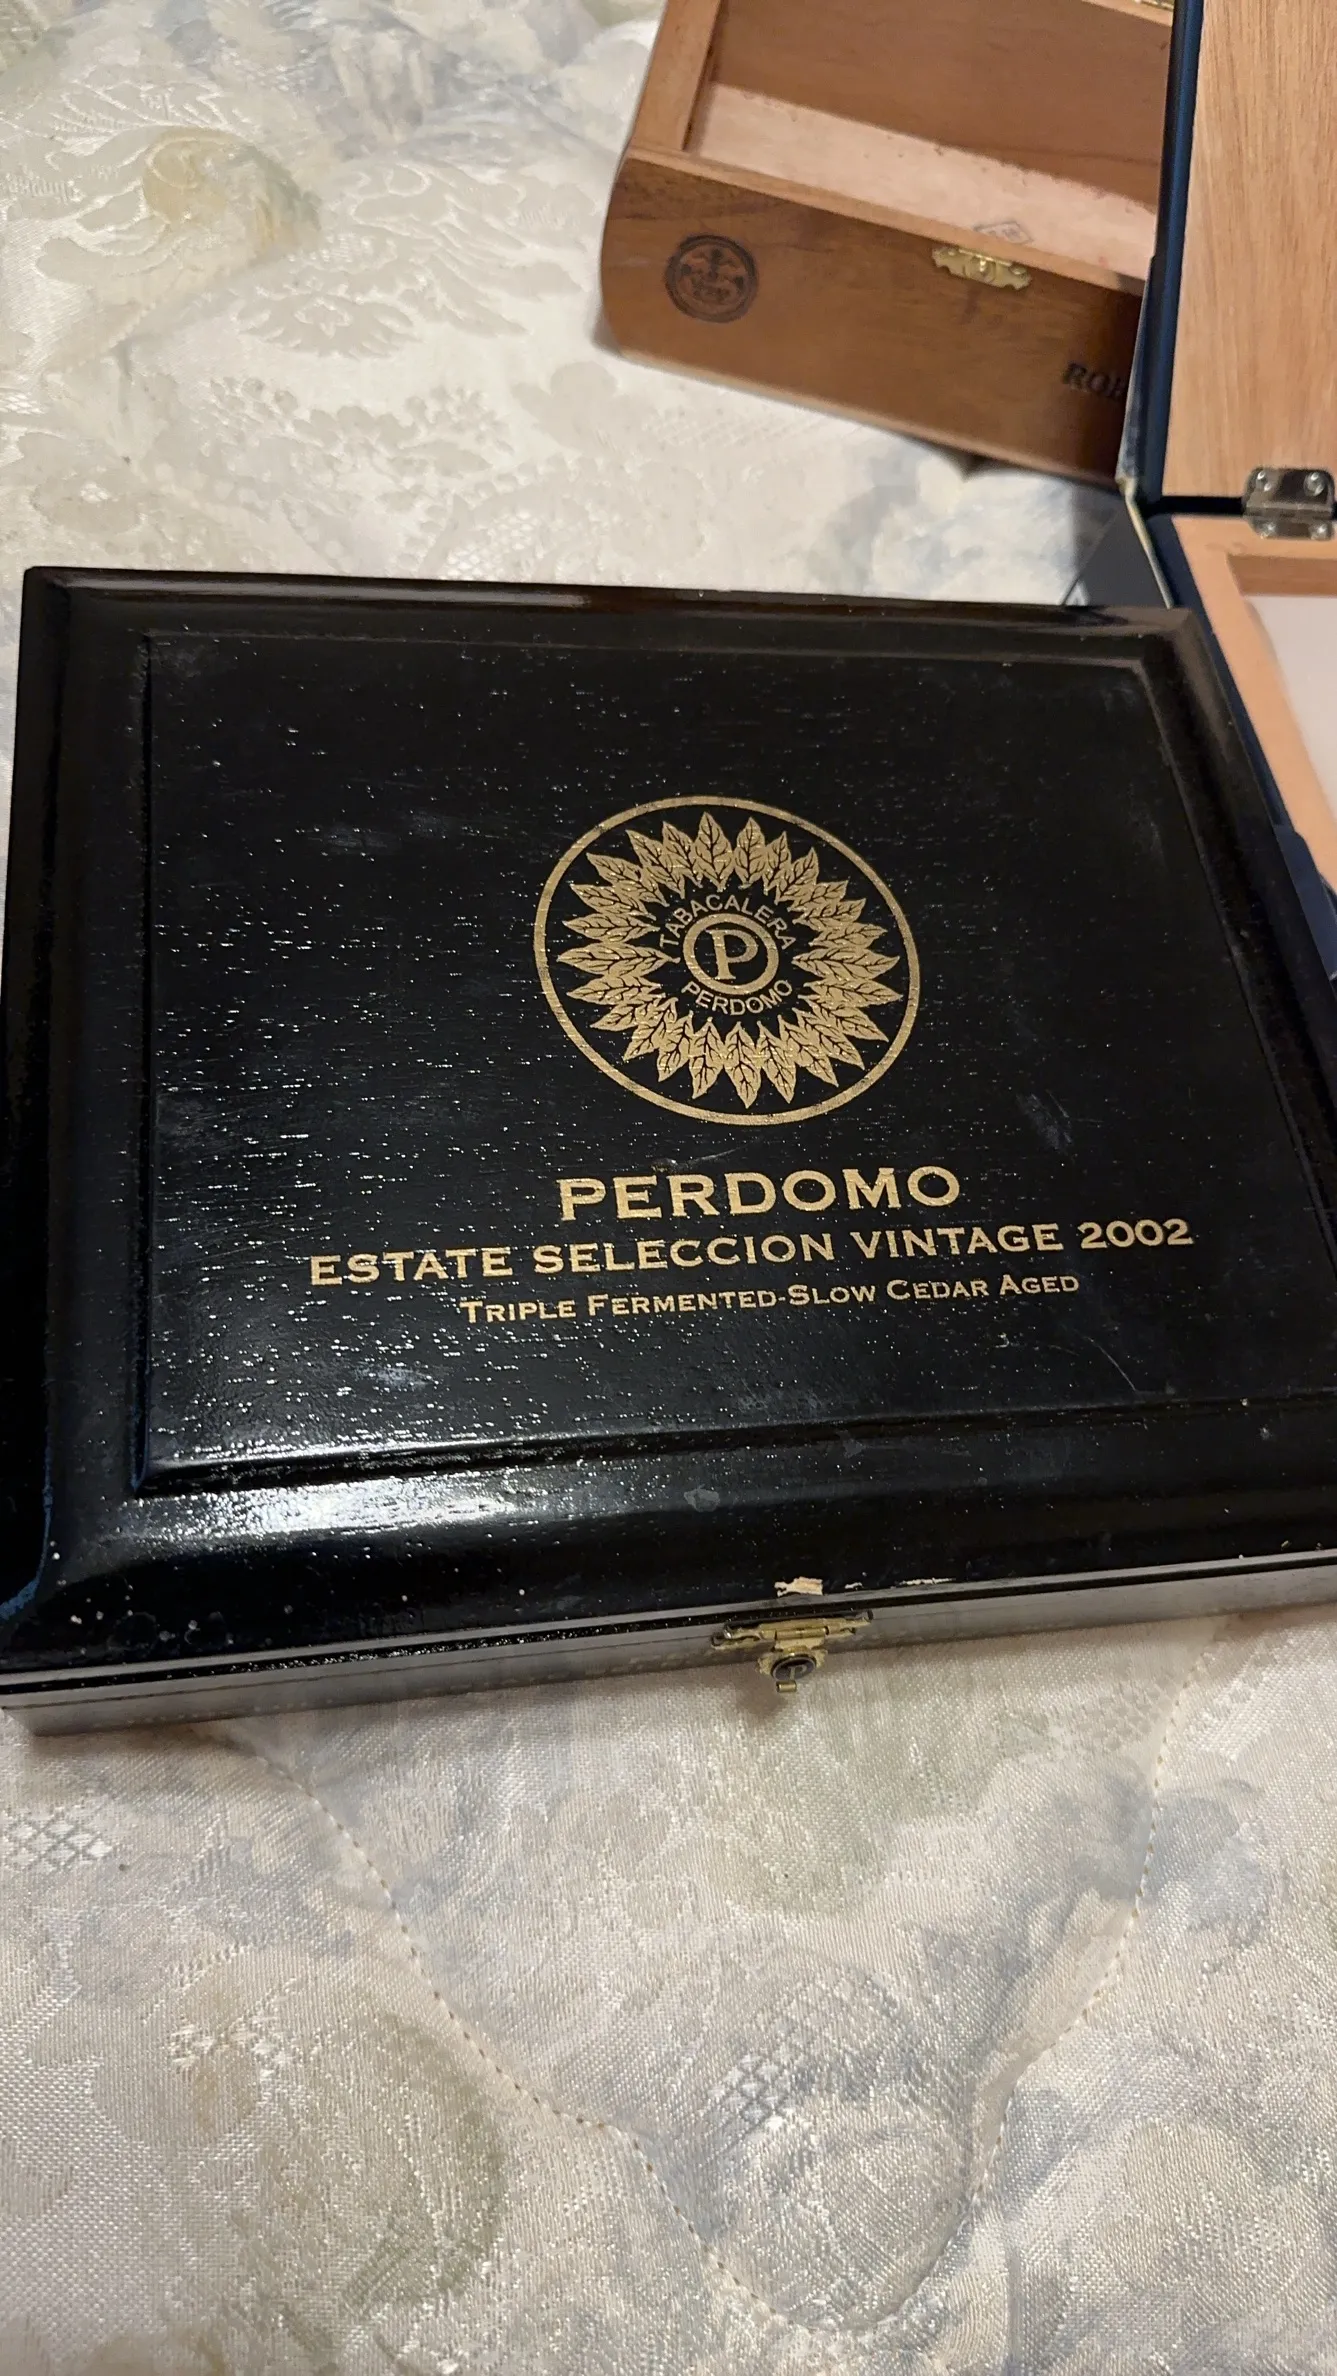 TABACALERA
P
PERDOMO
PERDOMO
ESTATE SELECCION VINTAGE 2002
TRIPLE FERMENTED-SLOW CEDAR AGED
P